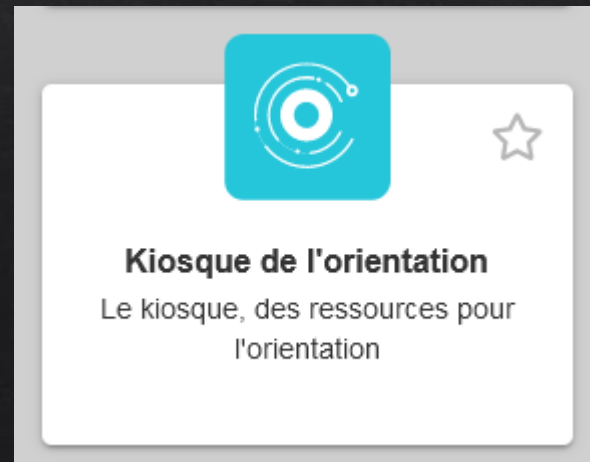 Kiosque de l'orientation
Le kiosque, des ressources pour
l'orientation